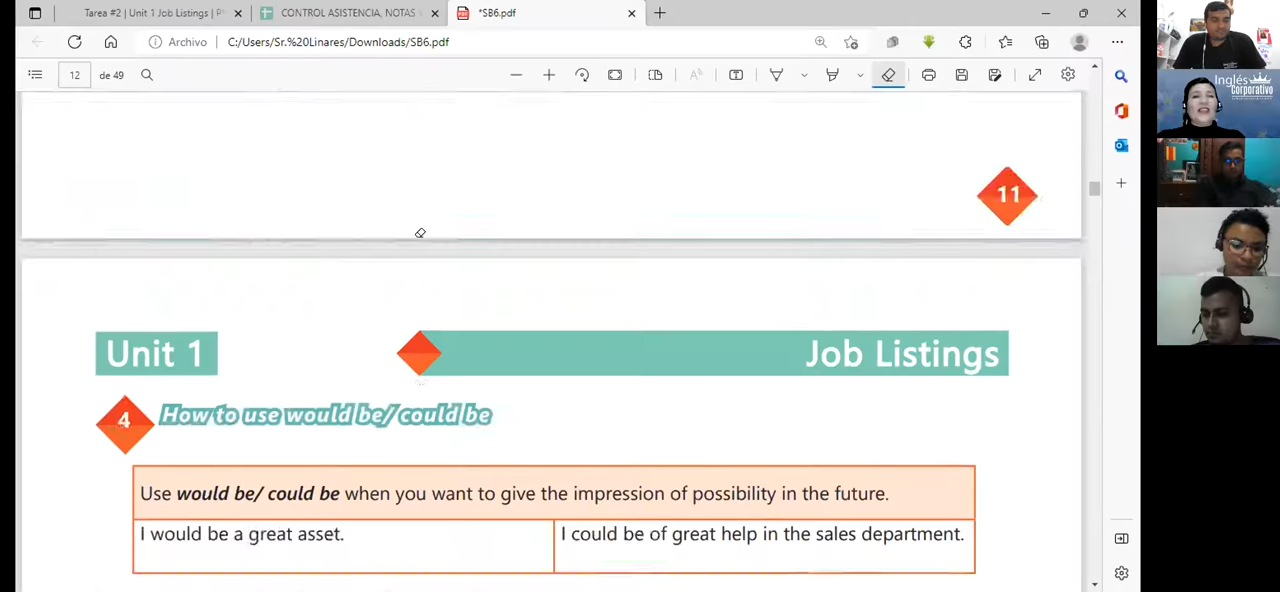 Tarea #2 | Unit 1 Job Listings | P
CONTROL ASISTENCIA, NOTAS
*SB6.pdf
Archivo
C:/Users/Sr.%20Linares/Downloads/SB6.pdf
12
de 49
Inglés
Corporativo
11
Unit 1
Job Listings
4
How to use would be/ could be
Use would be/ could be when you want to give the impression of possibility in the future.
I would be a great asset.
I could be of great help in the sales department.